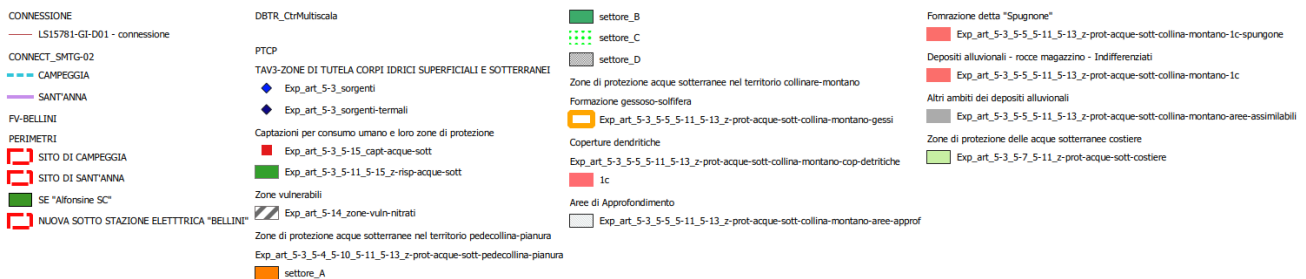 CONNESSIONE
LS15781-GI-D01 - connessione
CONNECT_SMTG-02
CAMPEGGIA
SANT'ANNA
FV-BELLINI
PERIMETRI
SITO DI CAMPEGGIA
SITO DI SANT'ANNA
SE "Alfonsine SC"
NUOVA SOTTO STAZIONE ELETTTRICA "BELLINI"
DBTR_CtrMultiscala
PTCP
TAV3-ZONE DI TUTELA CORPI IDRICI SUPERFICIALI E SOTTERRANEI
Exp_art_5-3_sorgenti
Exp_art_5-3_sorgenti-termali
Captazioni per consumo umano e loro zone di protezione
Exp_art_5-3_5-15_capt-acque-sott
Exp_art_5-3_5-11_5-15_z-risp-acque-sott
Zone vulnerabili
Exp_art_5-14_zone-vuln-nitrati
Zone di protezione acque sotterranee nel territorio pedecollina-pianura
Exp_art_5-3_5-4_5-10_5-11_5-13_z-prot-acque-sott-pedecollina-pianura
settore_A
settore_B
settore_C
settore_D
Zone di protezione acque sotterranee nel territorio collinare-montano
Formazione gessoso-solfifera
Exp_art_5-3_5-5_5-11_5-13_z-prot-acque-sott-collina-montano-gessi
Coperture dendritiche
Exp_art_5-3_5-5_5-11_5-13_z-prot-acque-sott-collina-montano-cop-detritiche
1c
Aree di Approfondimento
Exp_art_5-3_5-5_5-11_5-13_z-prot-acque-sott-collina-montano-aree-approf
Fomrazione detta "Spugnone"
Exp_art_5-3_5-5_5-11_5-13_z-prot-acque-sott-collina-montano-1c-spungone
Depositi alluvionali - rocce magazzino - Indifferenziati
Exp_art_5-3_5-5_5-11_5-13_z-prot-acque-sott-collina-montano-1c
Altri ambiti dei depositi alluvionali
Exp_art_5-3_5-5_5-11_5-13_z-prot-acque-sott-collina-montano-aree-assimilabili
Zone di protezione delle acque sotterranee costiere
Exp_art_5-3_5-7_5-11_z-prot-acque-sott-costiere